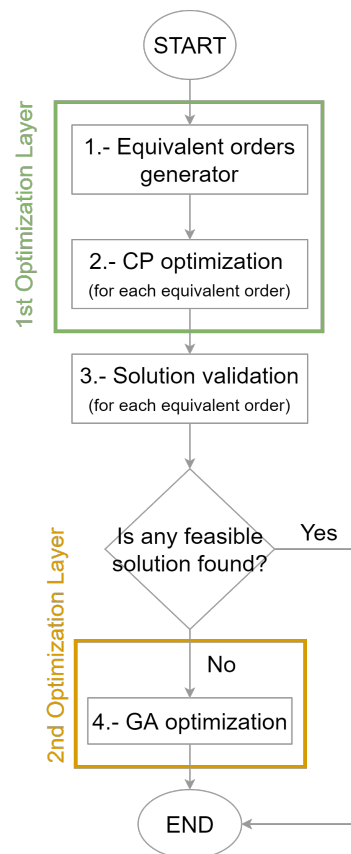 START
1st Optimization Layer
1.- Equivalent orders
generator
2.- CP optimization
(for each equivalent order)
3.- Solution validation
(for each equivalent order)
Is any feasible
solution found?
Yes
2nd Optimization Layer
No
4.- GA optimization
END